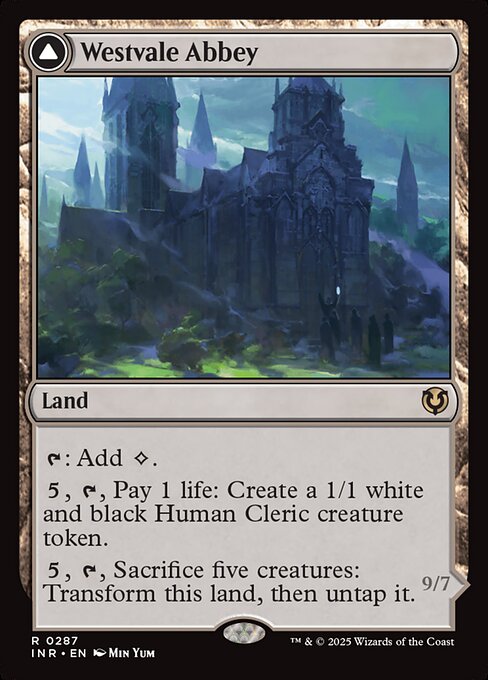 Westvale Abbey
Land
: Add .
5, , Pay 1 life: Create a 1/1 white
and black Human Cleric creature
token.
5, , Sacrifice five creatures:
Transform this land, then untap it.
9/7
R 0287
INR • EN Min Yum
™ & © 2025 Wizards of the Coast